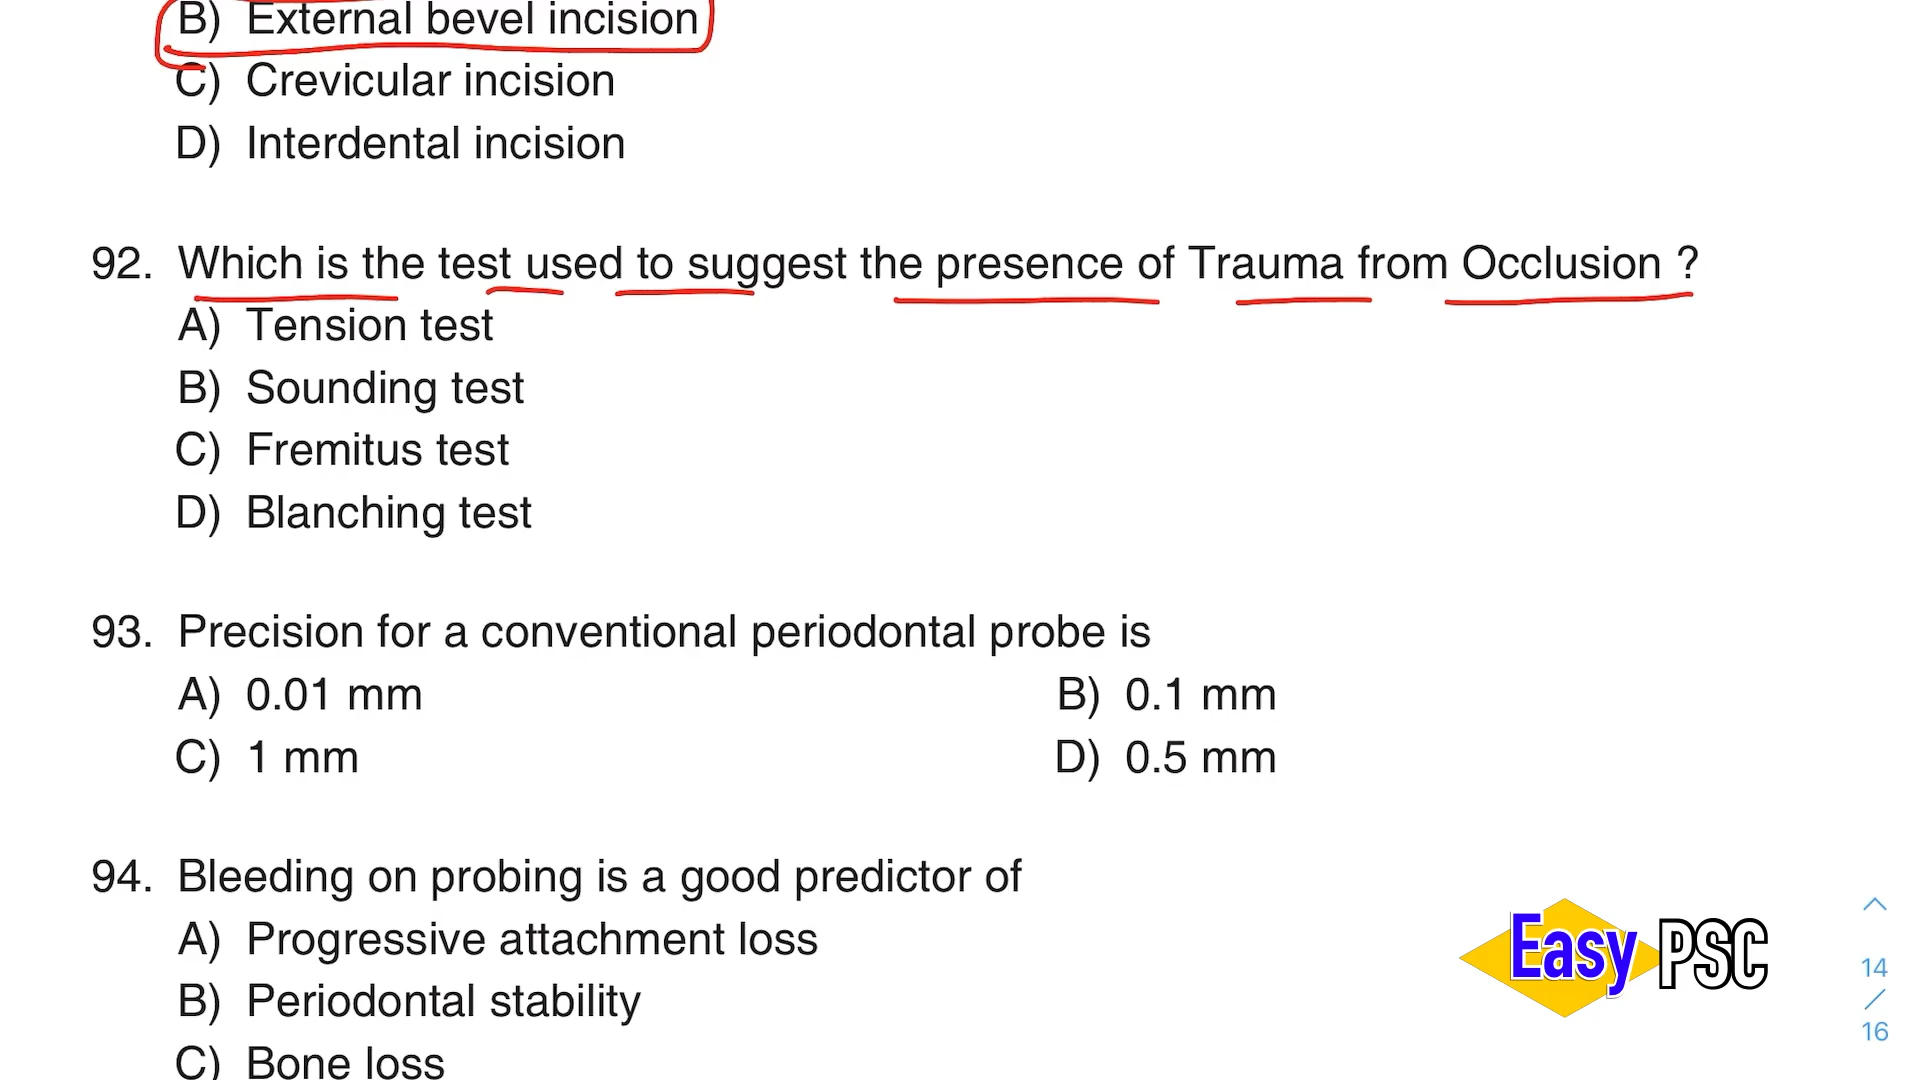 B) External bevel incision
C) Crevicular incision
D) Interdental incision
92. Which is the test used to suggest the presence of Trauma from Occlusion ?
A) Tension test
B) Sounding test
C) Fremitus test
D) Blanching test
93. Precision for a conventional periodontal probe is
A) 0.01 mm B) 0.1 mm
C) 1 mm D) 0.5 mm
94. Bleeding on probing is a good predictor of
A) Progressive attachment loss
B) Periodontal stability
C) Bone loss
Easy PSC
14
/
16